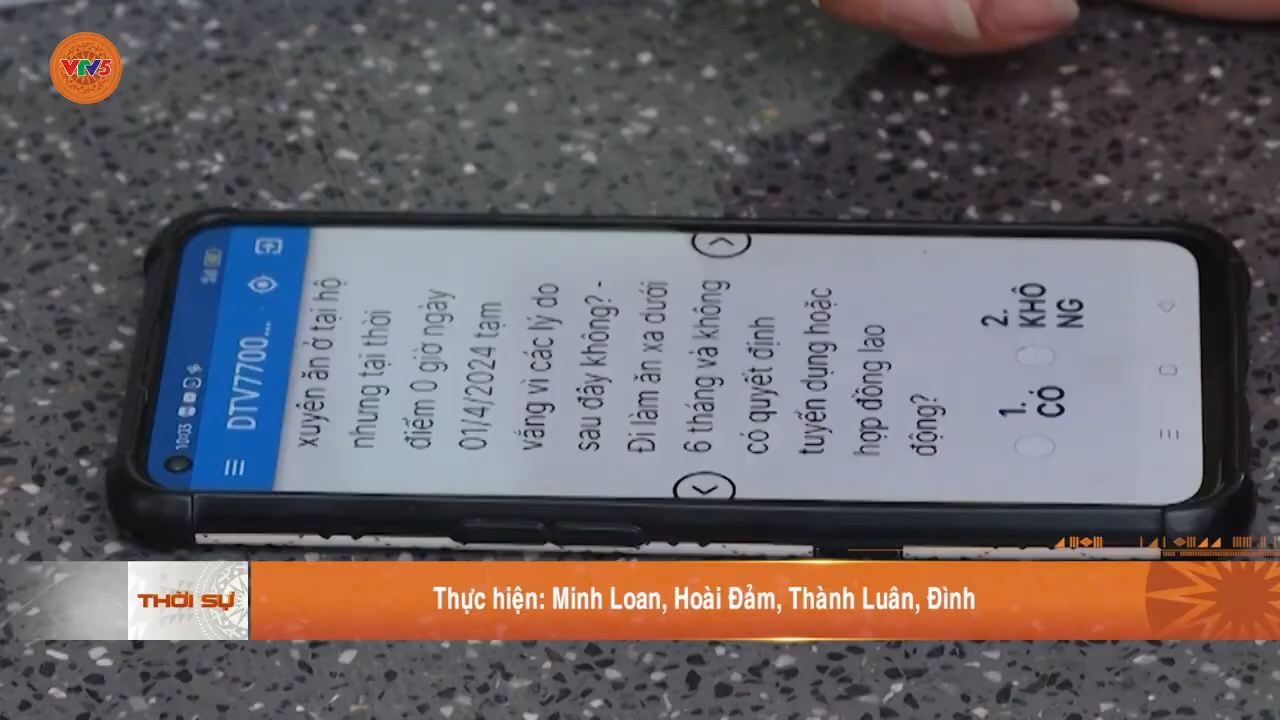 VTV5
10:03
DTV7700...
xuyên ăn ở tại hộ
nhưng tại thời
điểm 0 giờ ngày
01/4/2024 tạm
vắng vì các lý do
sau đây không? -
Đi làm ăn xa dưới
6 tháng và không
có quyết định
tuyển dụng hoặc
hợp đồng lao
động?
1.
CÓ
2.
KHÔ
NG
THỜI SỰ
Thực hiện: Minh Loan, Hoài Đảm, Thành Luân, Đình